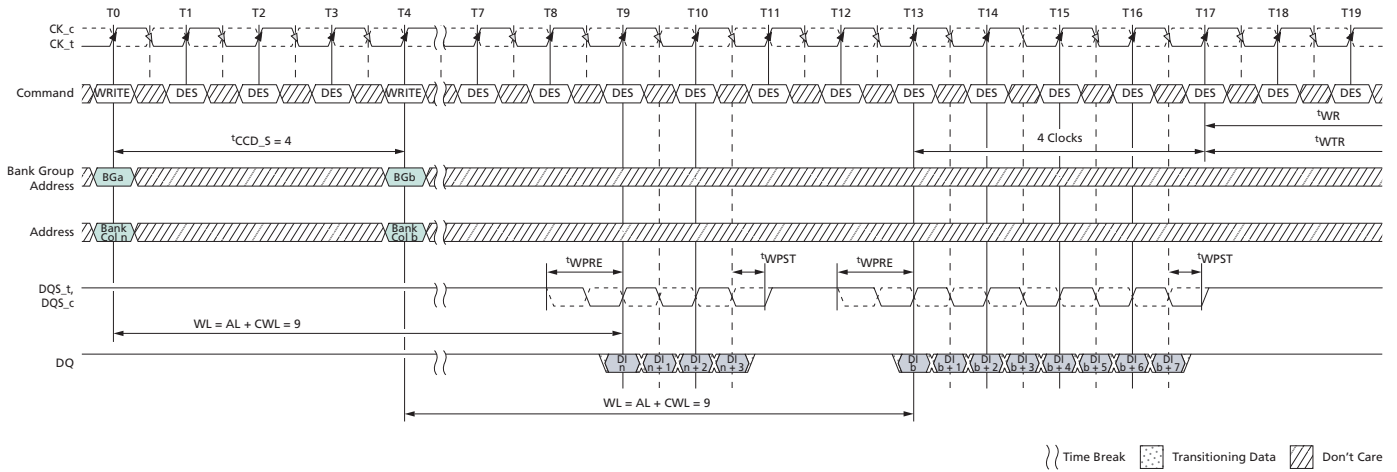 T0 T1 T2 T3 T4 T7 T8 T9 T10 T11 T12 T13 T14 T15 T16 T17 T18 T19
CK_c
CK_t
Command WRITE DES DES DES WRITE DES DES DES DES DES DES DES DES DES DES DES DES DES
tWR
tCCD_S = 4 4 Clocks
tWTR
Bank Group
Address BGa BGb
Address Bank
Col n Bank
Col b
tWPRE tWPST tWPRE tWPST
DQS_t,
DQS_c
WL = AL + CWL = 9
DQ DI
n DI
n + 1 DI
n + 2 DI
n + 3 DI
b DI
b + 1 DI
b + 2 DI
b + 3 DI
b + 4 DI
b + 5 DI
b + 6 DI
b + 7
WL = AL + CWL = 9
Time Break Transitioning Data Don't Care